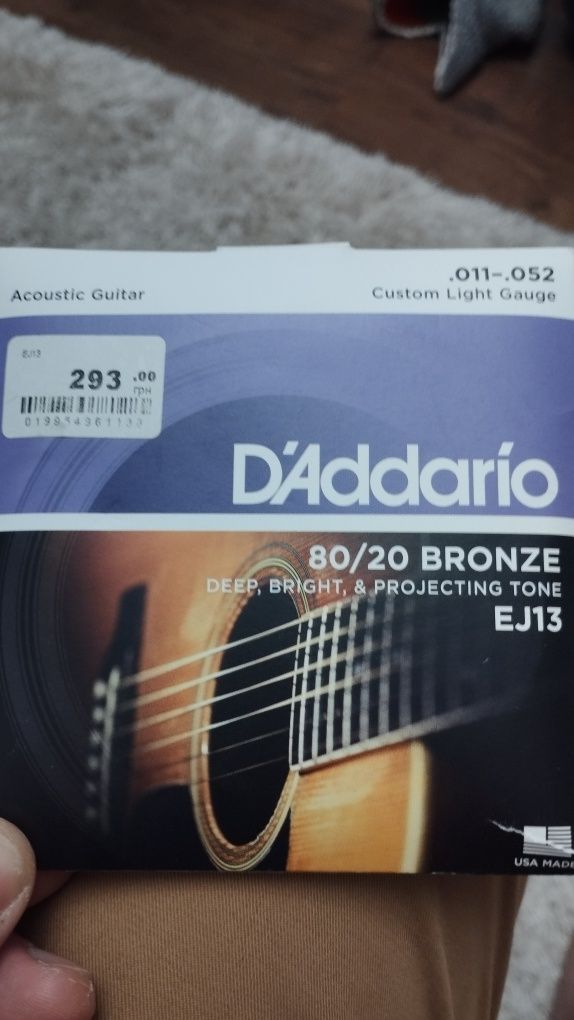 .011–.052
Acoustic Guitar
Custom Light Gauge
EJ13
293 .00
грн
D'Addario
80/20 BRONZE
DEEP, BRIGHT, & PROJECTING TONE
EJ13
USA MADE